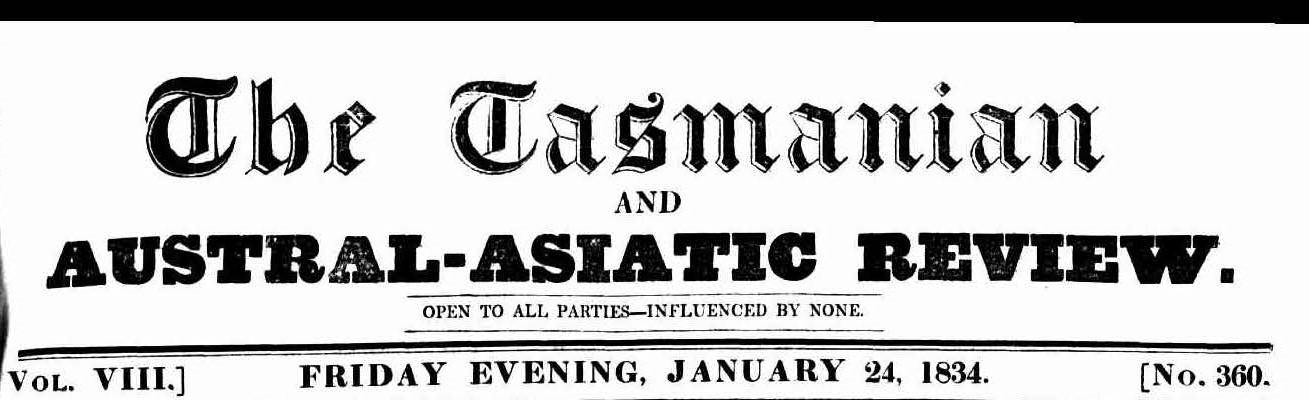 The Tasmanian
AND
AUSTRAL-ASIATIC REVIEW.
OPEN TO ALL PARTIES—INFLUENCED BY NONE.
VOL. VIII.] FRIDAY EVENING, JANUARY 24, 1834. [No. 360.